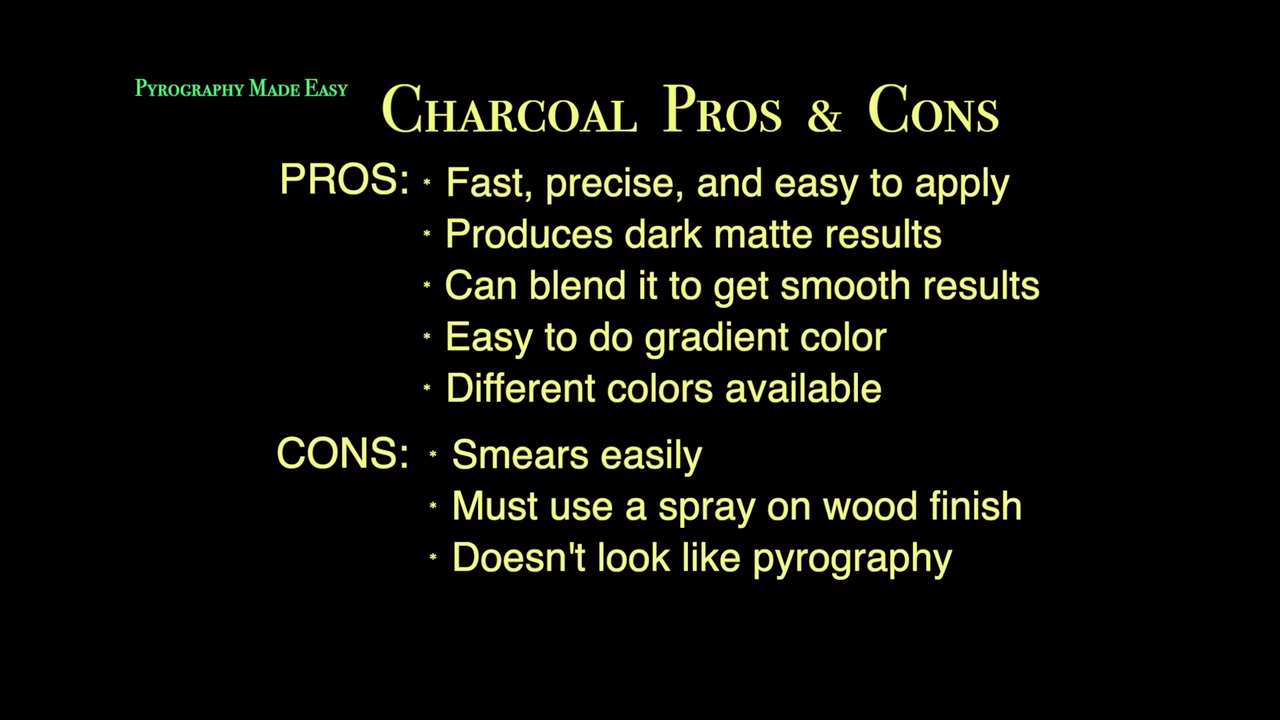 Pyrography Made Easy
Charcoal Pros & Cons
PROS: * Fast, precise, and easy to apply
* Produces dark matte results
* Can blend it to get smooth results
* Easy to do gradient color
* Different colors available
CONS: * Smears easily
* Must use a spray on wood finish
* Doesn't look like pyrography